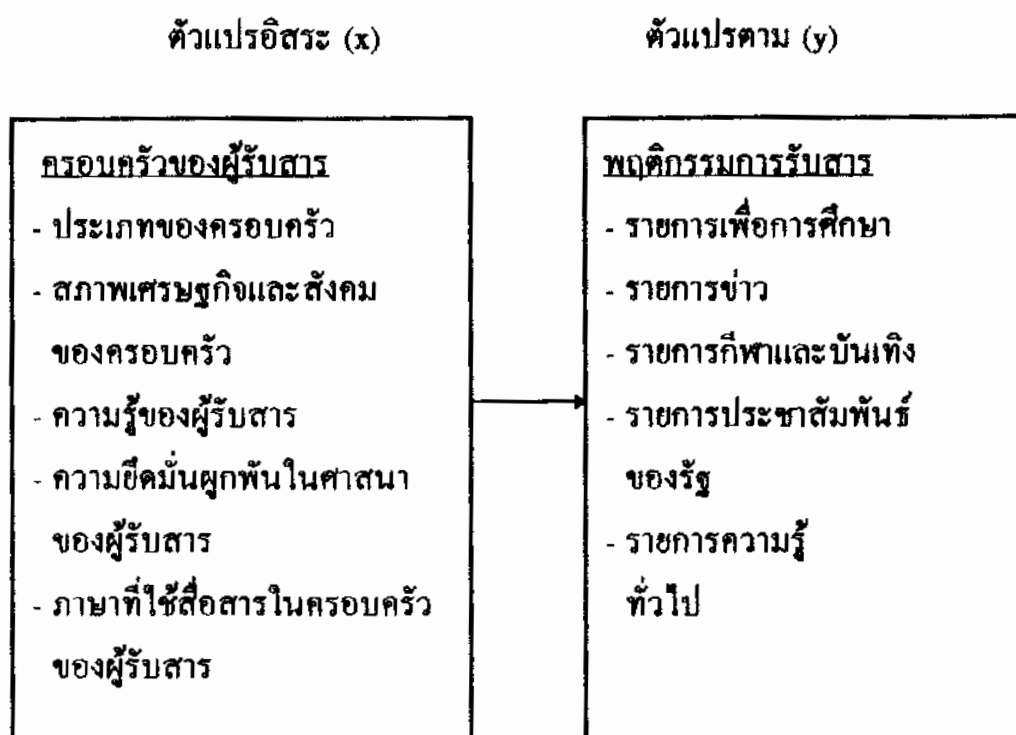 ตัวแปรอิสระ (x)
ตัวแปรตาม (y)
ครอบครัวของผู้รับสาร
- ประเภทของครอบครัว
- สภาพเศรษฐกิจและสังคม
ของครอบครัว
- ความรู้ของผู้รับสาร
- ความยึดมั่นผูกพันในศาสนา
ของผู้รับสาร
- ภาษาที่ใช้สื่อสารในครอบครัว
ของผู้รับสาร
พฤติกรรมการรับสาร
- รายการเพื่อการศึกษา
- รายการข่าว
- รายการกีฬาและบันเทิง
- รายการประชาสัมพันธ์
ของรัฐ
- รายการความรู้
ทั่วไป